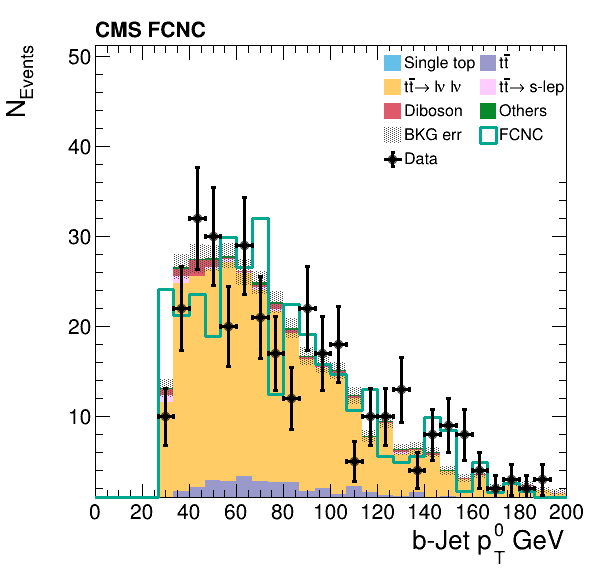 CMS FCNC
N_Events
50
40
30
20
10
Single top
tt̄
tt̄→ lν lν
tt̄→ s-lep
Diboson
Others
BKG err
FCNC
Data
0 20 40 60 80 100 120 140 160 180 200
b-Jet p_T^0 GeV